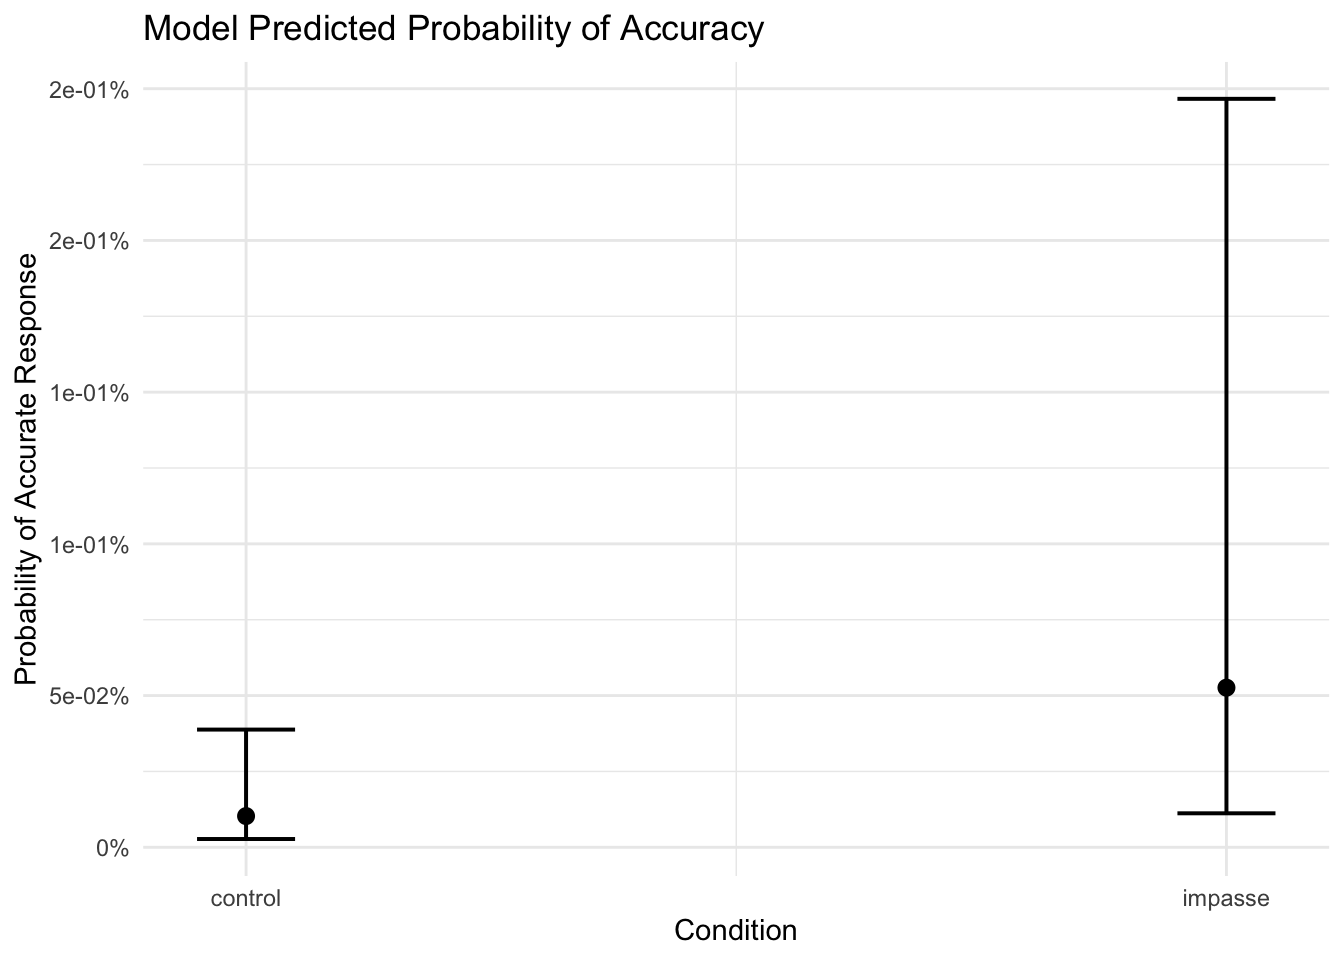 Model Predicted Probability of Accuracy
Probability of Accurate Response
2e-01%
2e-01%
1e-01%
1e-01%
5e-02%
0%
control
impasse
Condition